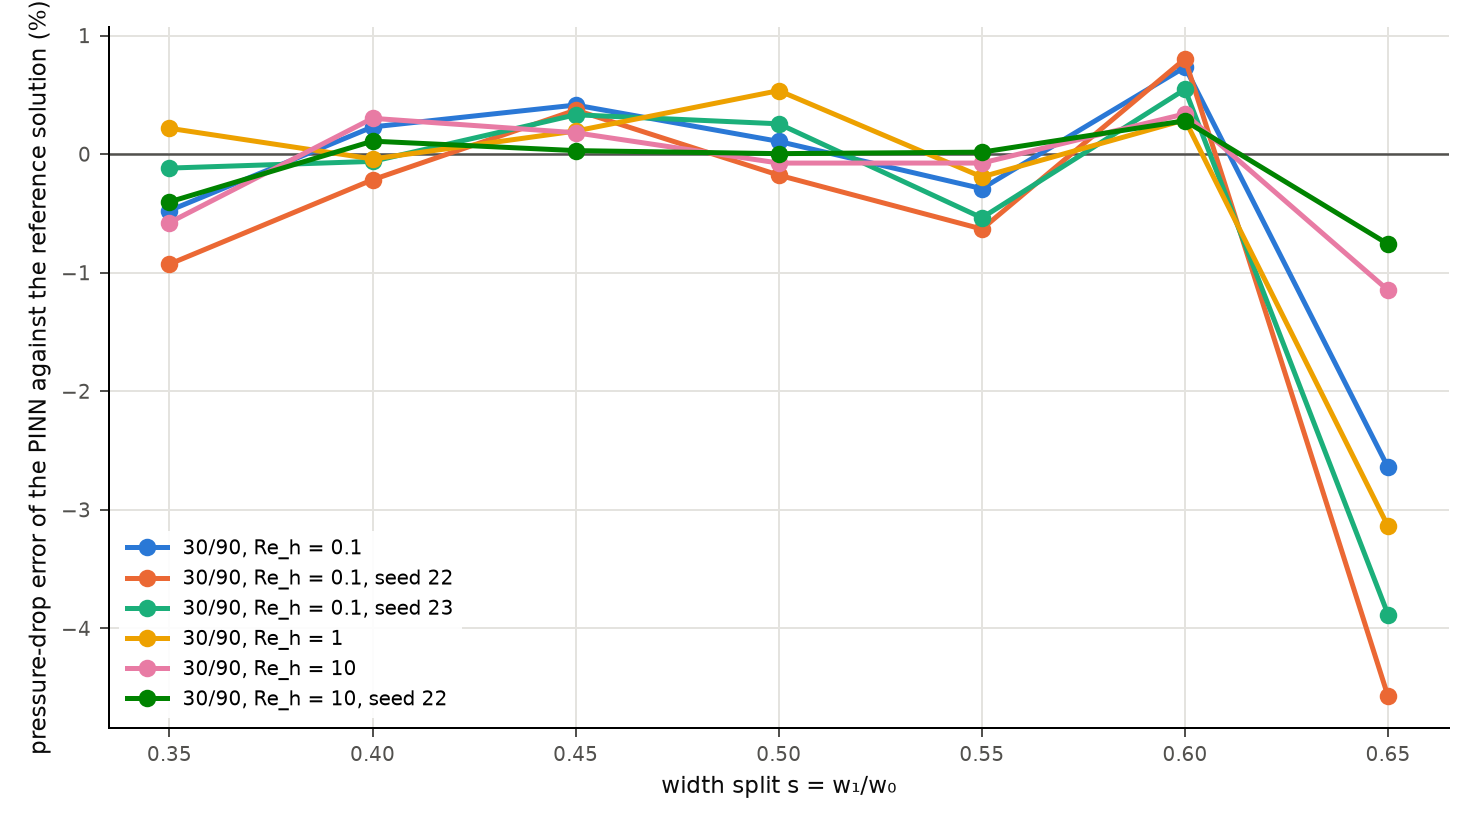 pressure-drop error of the PINN against the reference solution (%)
1
0
−1
−2
−3
−4
30/90, Re_h = 0.1
30/90, Re_h = 0.1, seed 22
30/90, Re_h = 0.1, seed 23
30/90, Re_h = 1
30/90, Re_h = 10
30/90, Re_h = 10, seed 22
0.35 0.40 0.45 0.50 0.55 0.60 0.65
width split s = w₁/w₀